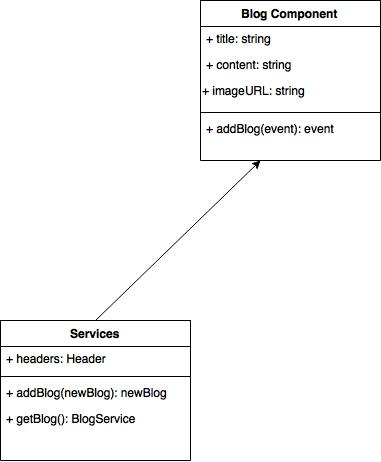 Blog Component
+ title: string
+ content: string
+ imageURL: string
+ addBlog(event): event
Services
+ headers: Header
+ addBlog(newBlog): newBlog
+ getBlog(): BlogService